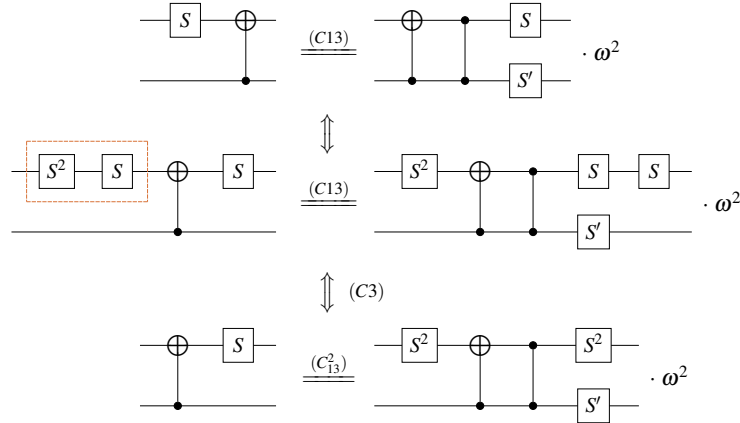 S (C13) S
S′ · ω²
S² S S (C13) S² S S
S′ · ω²
(C3)
S (C²₁₃) S² S²
S′ · ω²